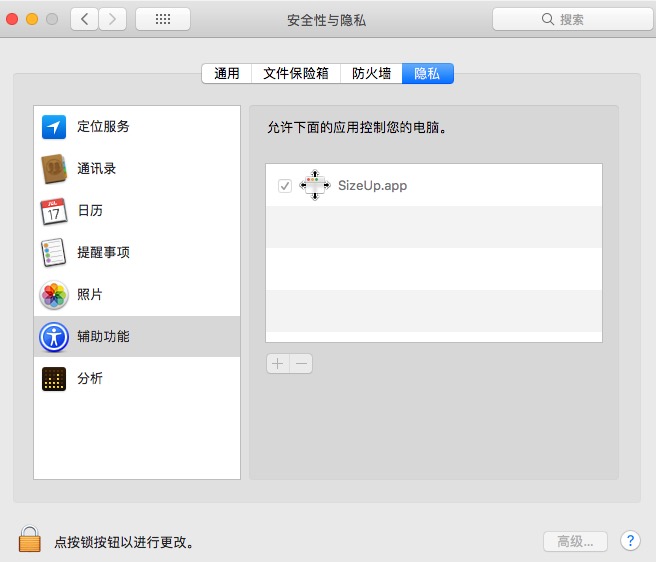 安全性与隐私
搜索
通用
文件保险箱
防火墙
隐私
定位服务
通讯录
日历
提醒事项
照片
辅助功能
分析
JUL
17
允许下面的应用控制您的电脑。
SizeUp.app
点按锁按钮以进行更改。
高级...
?